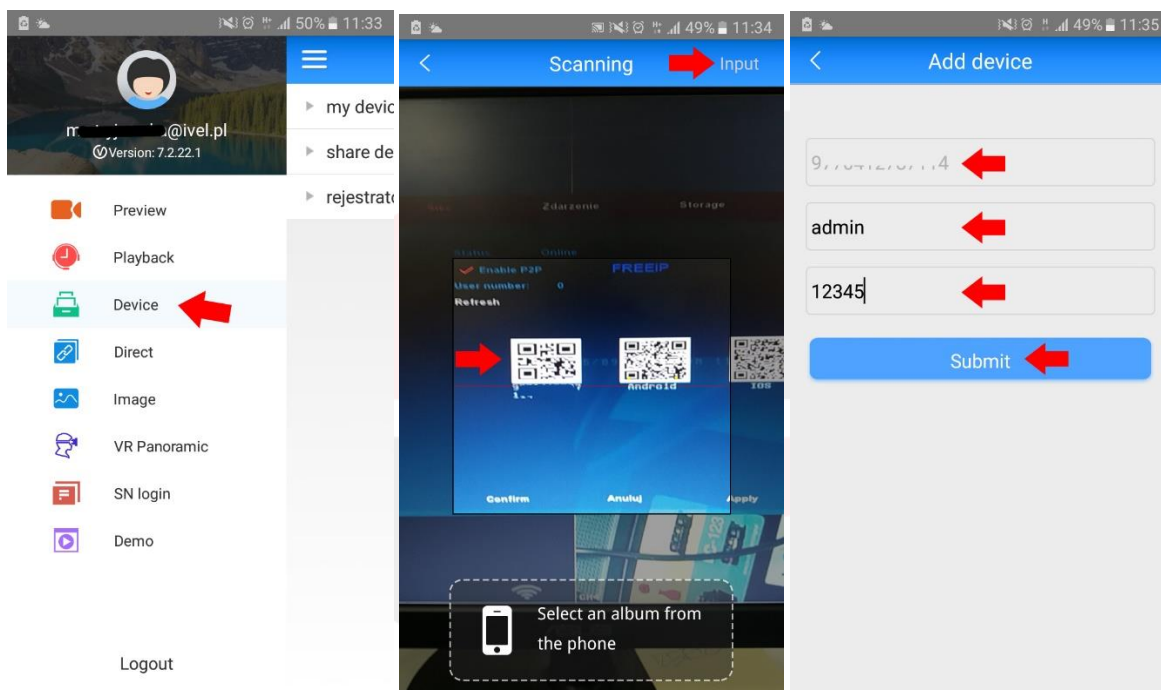 50% 11:33
@ivel.pl
Version: 7.2.22.1
my devic
share de
rejestrato
Preview
Playback
Device
Direct
Image
VR Panoramic
SN login
Demo
Logout
49% 11:34
Scanning
Input
Zdarzenie
Storage
Status:
Online
Enable P2P
FREEIP
User number:
0
Refresh
Android
IOS
Confirm
Anuluj
Apply
Select an album from
the phone
49% 11:35
Add device
admin
12345
Submit